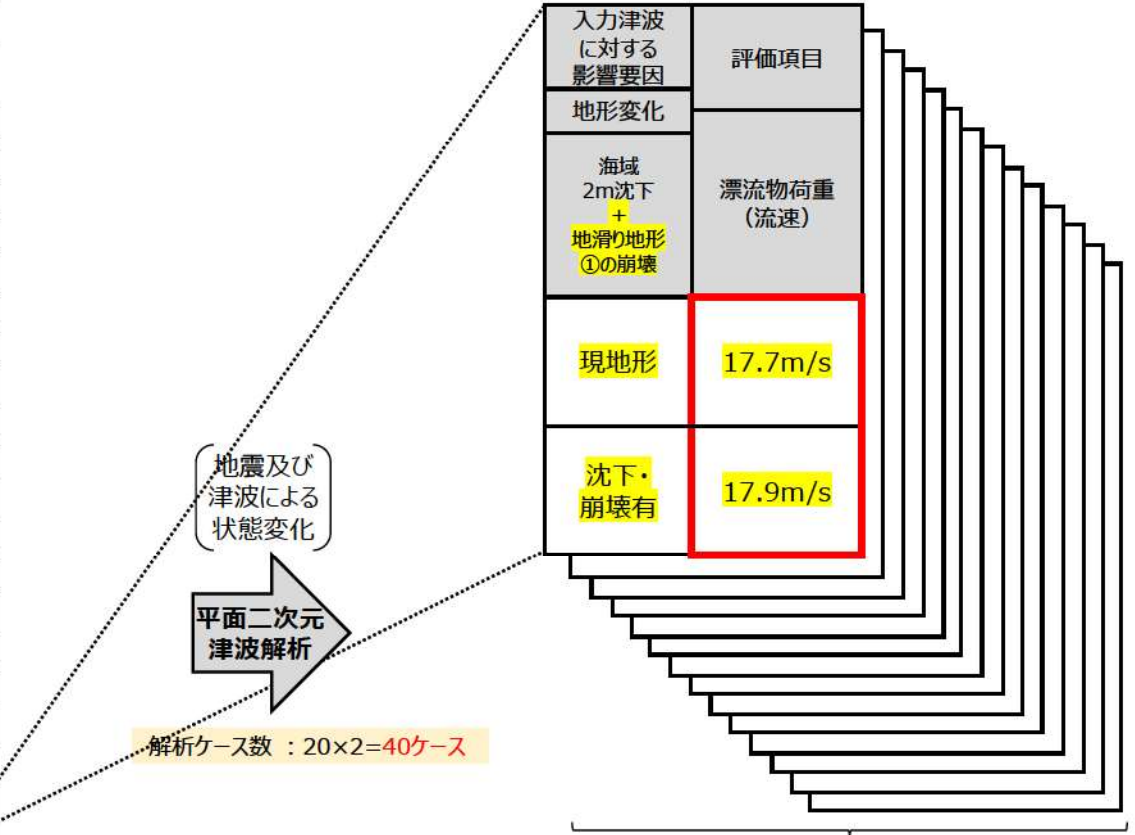 入力津波
に対する
影響要因
評価項目
地形変化
海域
2m沈下
+
地滑り地形
①の崩壊
漂流物荷重
（流速）
現地形
17.7m/s
沈下・
崩壊有
17.9m/s
地震及び
津波による
状態変化
平面二次元
津波解析
解析ケース数 ：20×2=40ケース